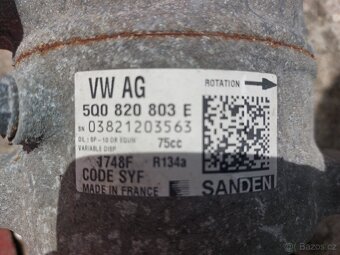 VW AG
ROTATION
5Q0 820 803 E
SN 03821203563
OIL: SP-10 OR EQUIV 75cc
VARIABLE DISP
1748F R134a
CODE SYF
MADE IN FRANCE
SANDEN
bazos.cz